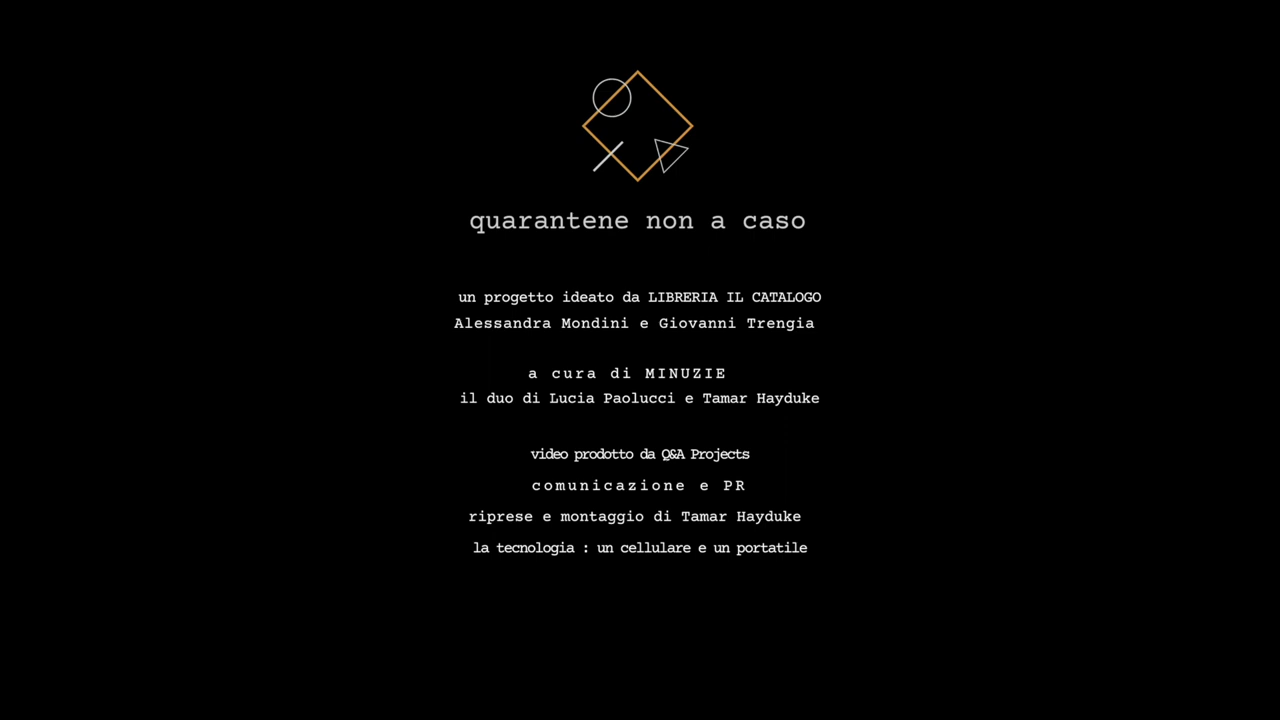 quarantene non a caso
un progetto ideato da LIBRERIA IL CATALOGO
Alessandra Mondini e Giovanni Trengia
a cura di MINUZIE
il duo di Lucia Paolucci e Tamar Hayduke
video prodotto da Q&A Projects
comunicazione e PR
riprese e montaggio di Tamar Hayduke
la tecnologia : un cellulare e un portatile